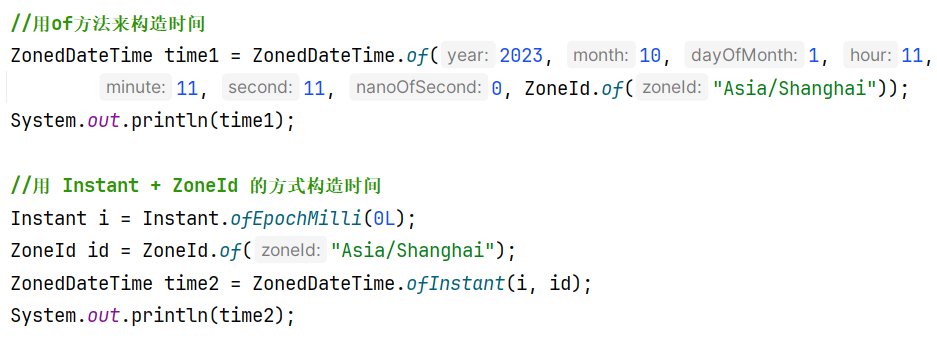 //用of方法来构造时间
ZonedDateTime time1 = ZonedDateTime.of( year: 2023, month: 10, dayOfMonth: 1, hour: 11,
minute: 11, second: 11, nanoOfSecond: 0, ZoneId.of( zoneId: "Asia/Shanghai"));
System.out.println(time1);
//用 Instant + ZoneId 的方式构造时间
Instant i = Instant.ofEpochMilli(0L);
ZoneId id = ZoneId.of( zoneId: "Asia/Shanghai");
ZonedDateTime time2 = ZonedDateTime.ofInstant(i, id);
System.out.println(time2);